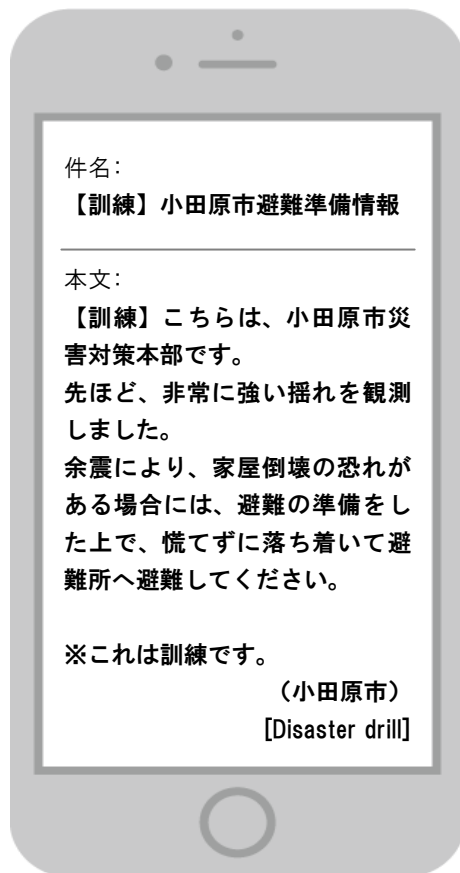 件名：
【訓練】小田原市避難準備情報
本文：
【訓練】こちらは、小田原市災
害対策本部です。
先ほど、非常に強い揺れを観測
しました。
余震により、家屋倒壊の恐れが
ある場合には、避難の準備をし
た上で、慌てずに落ち着いて避
難所へ避難してください。
※これは訓練です。
（小田原市）
[Disaster drill]